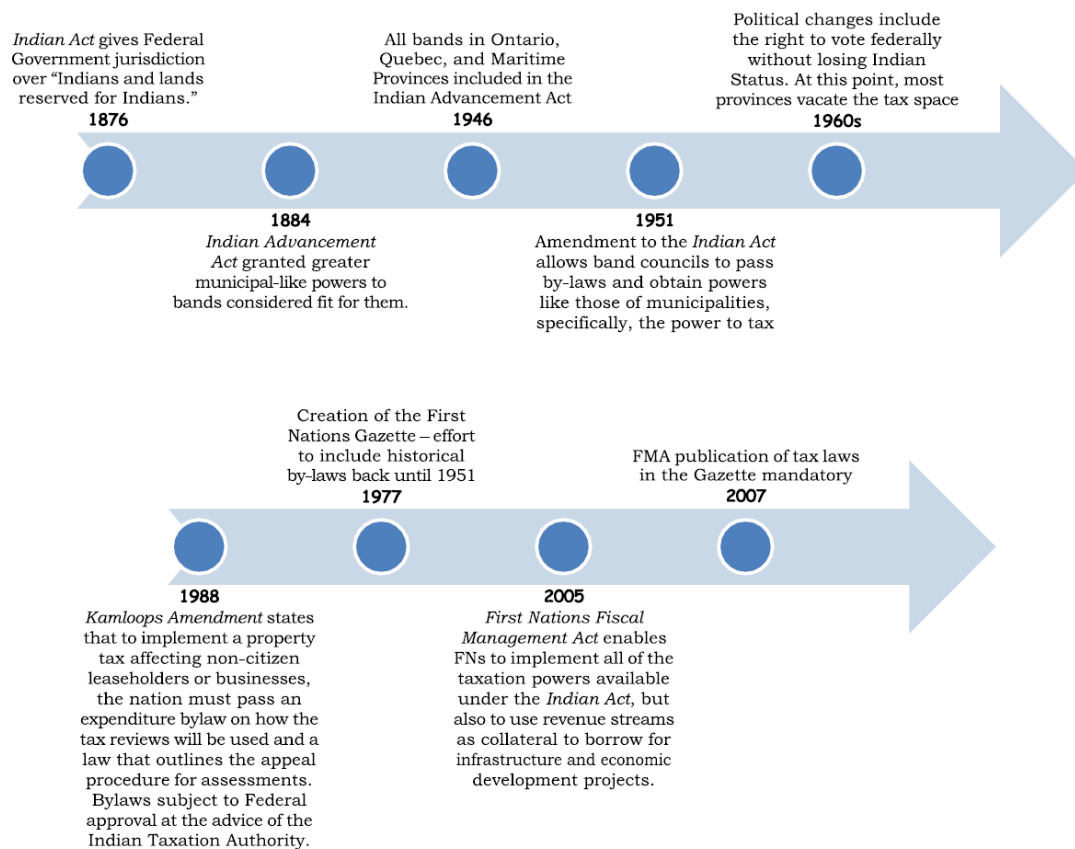 Indian Act gives Federal
Government jurisdiction
over “Indians and lands
reserved for Indians.”
1876
1884
Indian Advancement
Act granted greater
municipal-like powers to
bands considered fit for them.
All bands in Ontario,
Quebec, and Maritime
Provinces included in the
Indian Advancement Act
1946
1951
Amendment to the Indian Act
allows band councils to pass
by-laws and obtain powers
like those of municipalities,
specifically, the power to tax
Political changes include
the right to vote federally
without losing Indian
Status. At this point, most
provinces vacate the tax space
1960s
1988
Kamloops Amendment states
that to implement a property
tax affecting non-citizen
leaseholders or businesses,
the nation must pass an
expenditure bylaw on how the
tax reviews will be used and a
law that outlines the appeal
procedure for assessments.
Bylaws subject to Federal
approval at the advice of the
Indian Taxation Authority.
Creation of the First
Nations Gazette – effort
to include historical
by-laws back until 1951
1977
2005
First Nations Fiscal
Management Act enables
FNs to implement all of the
taxation powers available
under the Indian Act, but
also to use revenue streams
as collateral to borrow for
infrastructure and economic
development projects.
FMA publication of tax laws
in the Gazette mandatory
2007